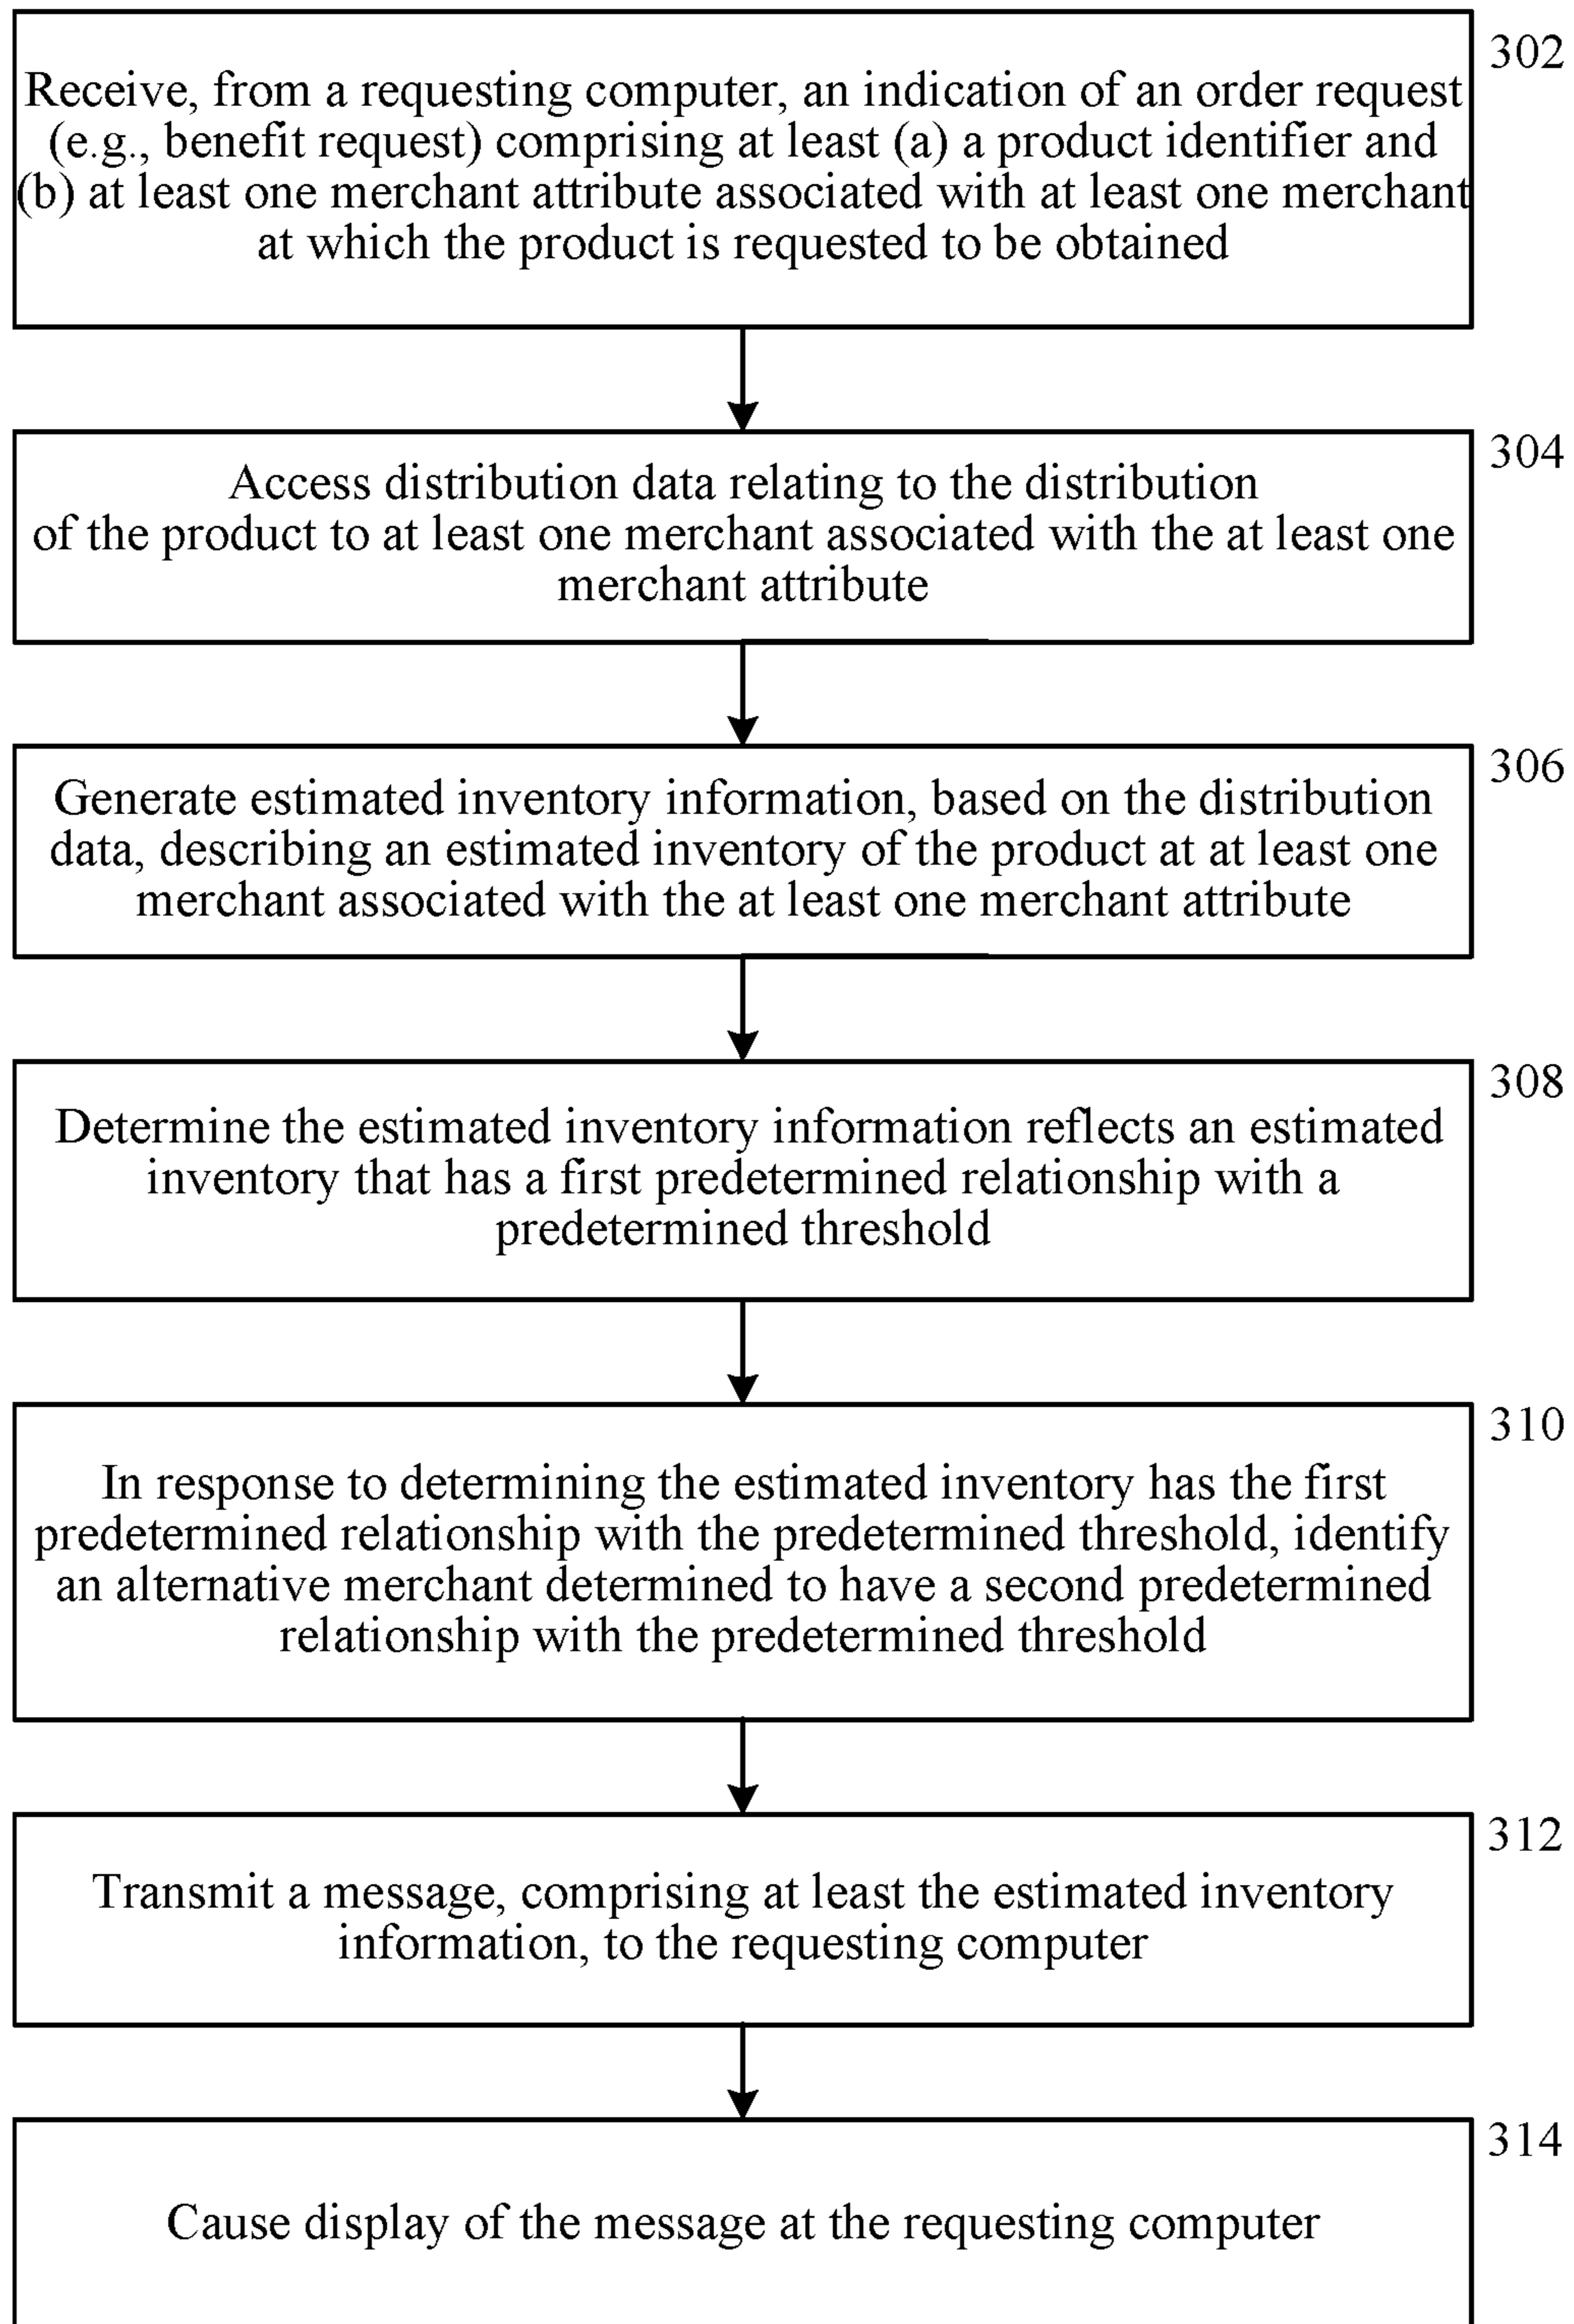 302
Receive, from a requesting computer, an indication of an order request
(e.g., benefit request) comprising at least (a) a product identifier and
(b) at least one merchant attribute associated with at least one merchant
at which the product is requested to be obtained
304
Access distribution data relating to the distribution
of the product to at least one merchant associated with the at least one
merchant attribute
306
Generate estimated inventory information, based on the distribution
data, describing an estimated inventory of the product at at least one
merchant associated with the at least one merchant attribute
308
Determine the estimated inventory information reflects an estimated
inventory that has a first predetermined relationship with a
predetermined threshold
310
In response to determining the estimated inventory has the first
predetermined relationship with the predetermined threshold, identify
an alternative merchant determined to have a second predetermined
relationship with the predetermined threshold
312
Transmit a message, comprising at least the estimated inventory
information, to the requesting computer
314
Cause display of the message at the requesting computer